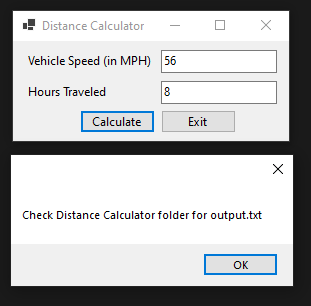 Distance Calculator
Vehicle Speed (in MPH) 56
Hours Traveled 8
Calculate Exit
Check Distance Calculator folder for output.txt
OK